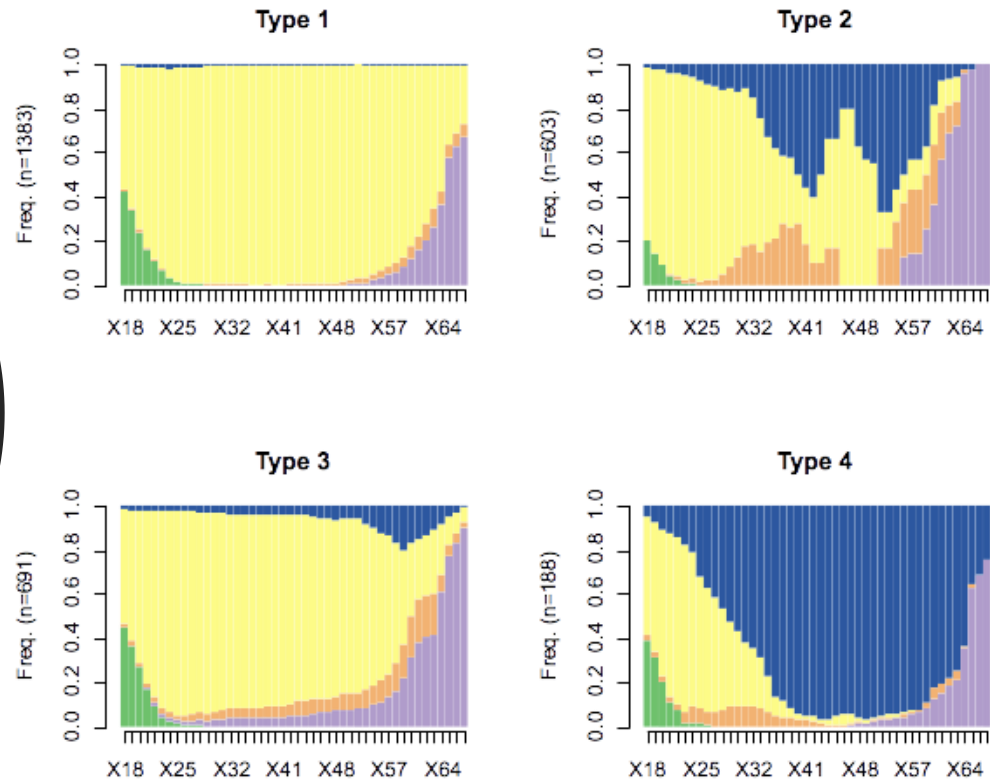 Type 1
Freq. (n=1383)
1.0
0.8
0.6
0.4
0.2
0.0
X18 X25 X32 X41 X48 X57 X64
Type 2
Freq. (n=603)
1.0
0.8
0.6
0.4
0.2
0.0
X18 X25 X32 X41 X48 X57 X64
Type 3
Freq. (n=691)
1.0
0.8
0.6
0.4
0.2
0.0
X18 X25 X32 X41 X48 X57 X64
Type 4
Freq. (n=188)
1.0
0.8
0.6
0.4
0.2
0.0
X18 X25 X32 X41 X48 X57 X64